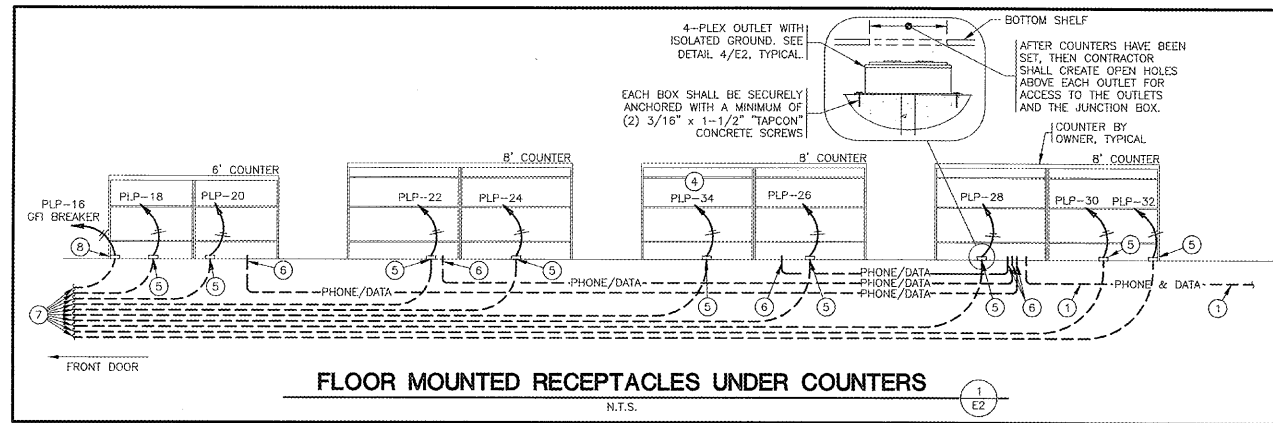 4-PLEX OUTLET WITH
ISOLATED GROUND. SEE
DETAIL 4/E2, TYPICAL.
BOTTOM SHELF
AFTER COUNTERS HAVE BEEN
SET, THEN CONTRACTOR
SHALL CREATE OPEN HOLES
ABOVE EACH OUTLET FOR
ACCESS TO THE OUTLETS
AND THE JUNCTION BOX.
EACH BOX SHALL BE SECURELY
ANCHORED WITH A MINIMUM OF
(2) 3/16" x 1-1/2" "TAPCON"
CONCRETE SCREWS
COUNTER BY
OWNER, TYPICAL
6' COUNTER
8' COUNTER
8' COUNTER
8' COUNTER
PLP-16
GFI BREAKER
PLP-18
PLP-20
PLP-22
PLP-24
4
PLP-34
PLP-26
PLP-28
PLP-30
PLP-32
8
5
5
6
5
6
5
5
6
5
5
6
5
5
PHONE/DATA
PHONE/DATA
PHONE/DATA
PHONE/DATA
PHONE/DATA
PHONE & DATA
1
1
7
FRONT DOOR
FLOOR MOUNTED RECEPTACLES UNDER COUNTERS
N.T.S.
1
E2